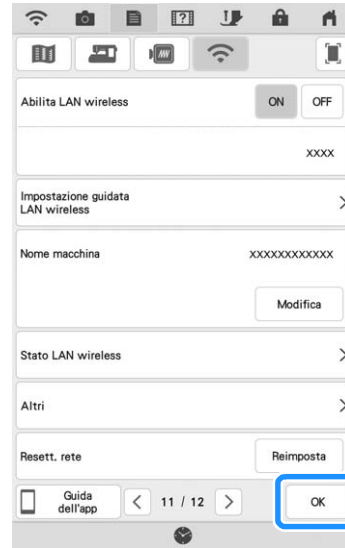 Abilita LAN wireless
ON
OFF
xxxx
Impostazione guidata
LAN wireless
Nome macchina
xxxxxxxxxxxx
Modifica
Stato LAN wireless
Altri
Resett. rete
Reimposta
Guida
dell'app
11 / 12
OK